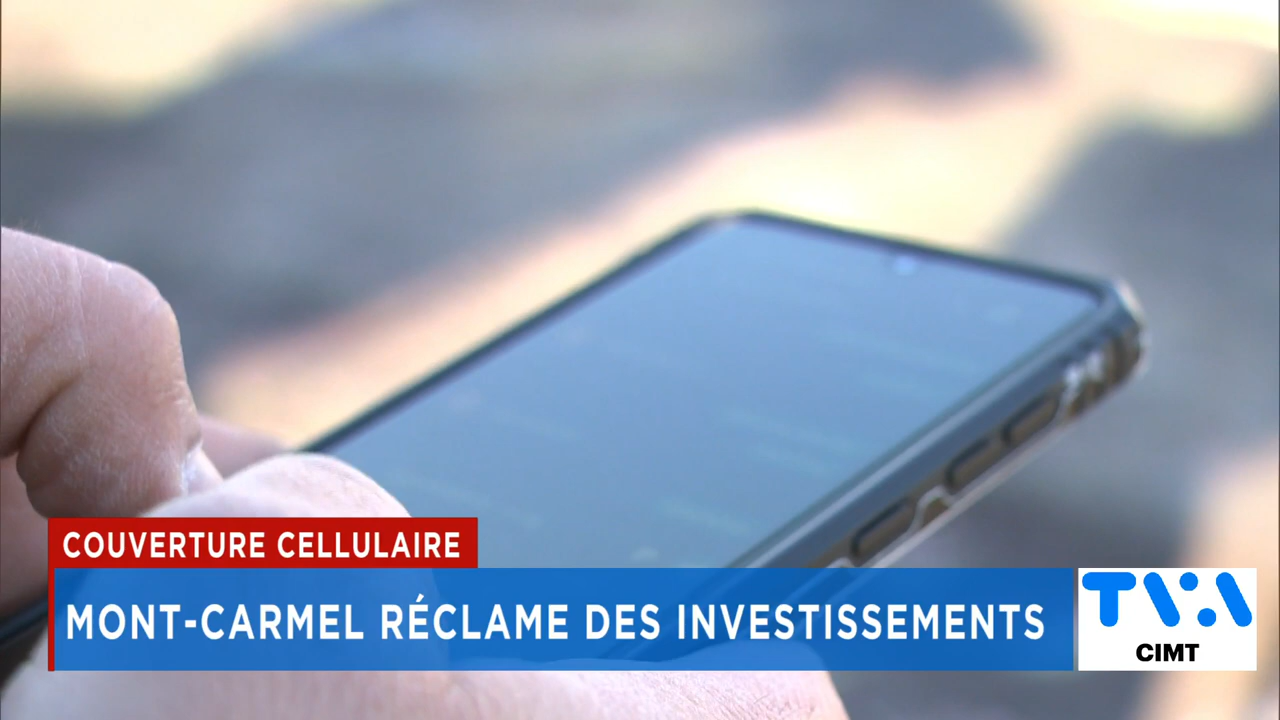 COUVERTURE CELLULAIRE
MONT-CARMEL RÉCLAME DES INVESTISSEMENTS
TVA
CIMT